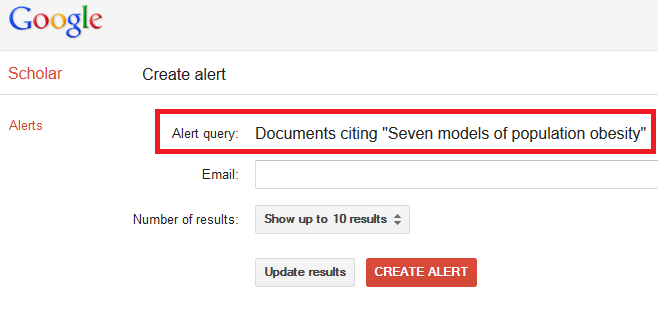 Google
Scholar
Create alert
Alerts
Alert query: Documents citing "Seven models of population obesity"
Email:
Number of results: Show up to 10 results
Update results CREATE ALERT